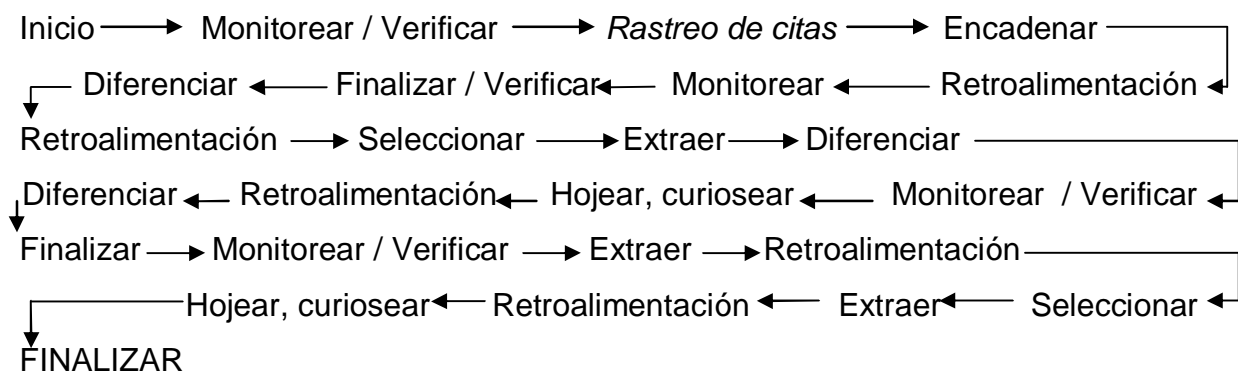 Inicio Monitorear / Verificar Rastreo de citas Encadenar
Diferenciar Finalizar / Verificar Monitorear Retroalimentación
Retroalimentación Seleccionar Extraer Diferenciar
Diferenciar Retroalimentación Hojear, curiosear Monitorear / Verificar
Finalizar Monitorear / Verificar Extraer Retroalimentación
Hojear, curiosear Retroalimentación Extraer Seleccionar
FINALIZAR